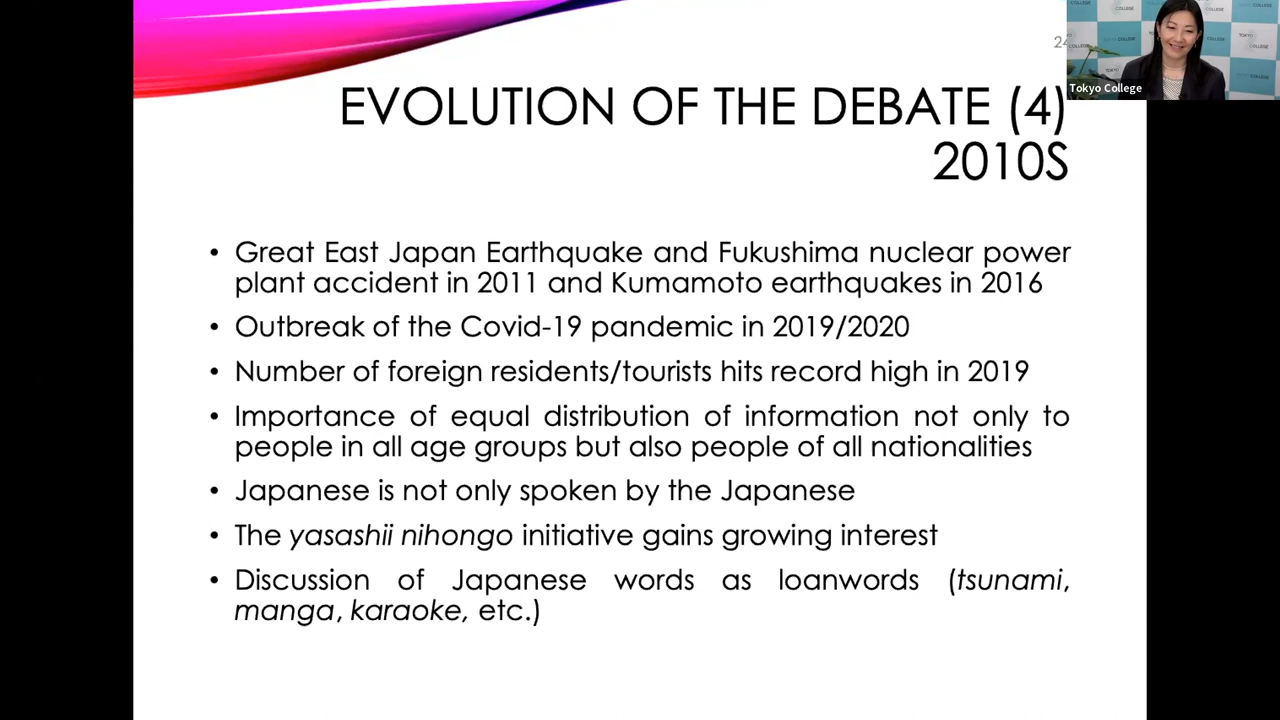 24
Tokyo College
EVOLUTION OF THE DEBATE (4)
2010S
• Great East Japan Earthquake and Fukushima nuclear power
plant accident in 2011 and Kumamoto earthquakes in 2016
• Outbreak of the Covid-19 pandemic in 2019/2020
• Number of foreign residents/tourists hits record high in 2019
• Importance of equal distribution of information not only to
people in all age groups but also people of all nationalities
• Japanese is not only spoken by the Japanese
• The yasashii nihongo initiative gains growing interest
• Discussion of Japanese words as loanwords (tsunami,
manga, karaoke, etc.)